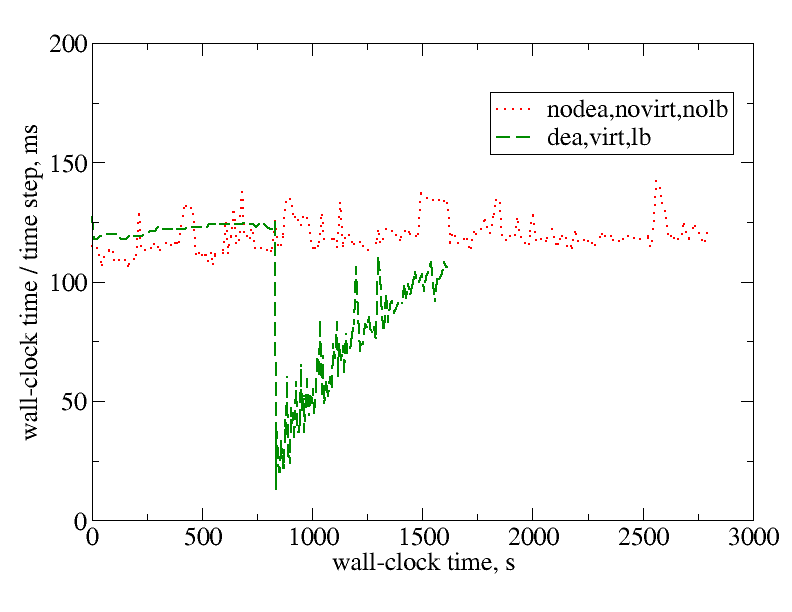 200
150
100
50
0
wall-clock time / time step, ms
nodea,novirt,nolb
dea,virt,lb
0 500 1000 1500 2000 2500 3000
wall-clock time, s